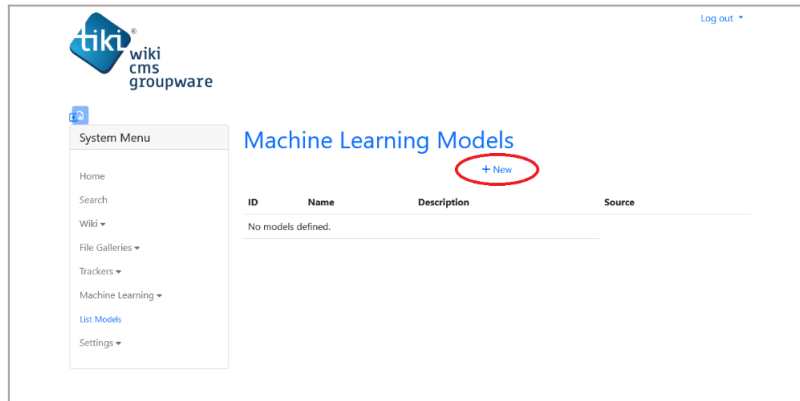 Log out
tiki®
wiki
cms
groupware
System Menu
Machine Learning Models
+ New
Home
Search
Wiki
File Galleries
Trackers
Machine Learning
List Models
Settings
ID Name Description Source
No models defined.